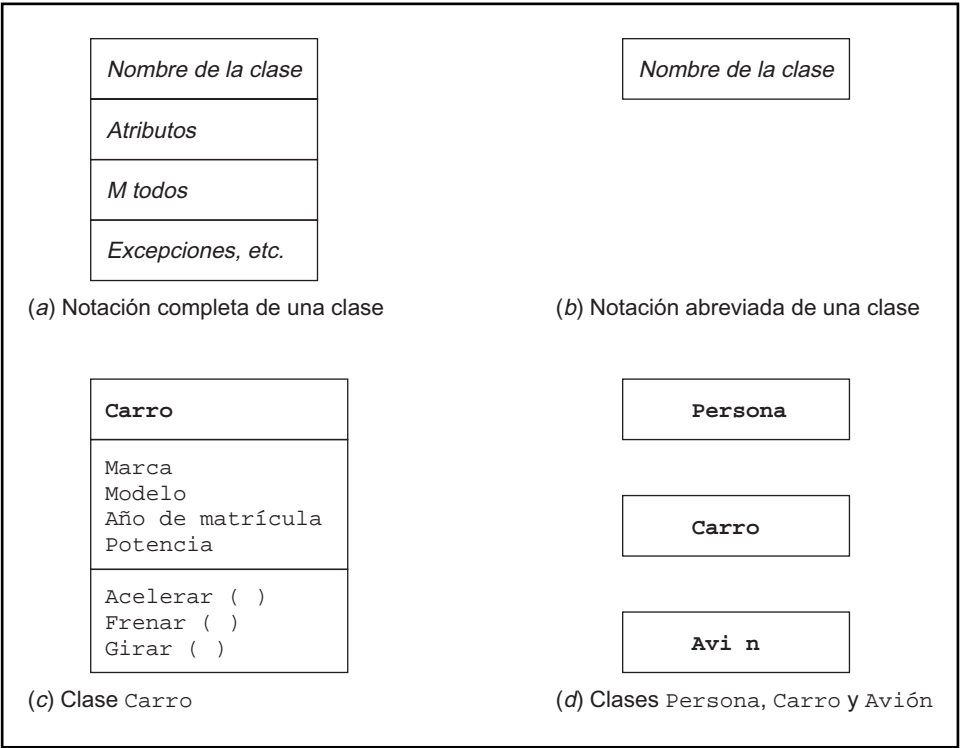 Nombre de la clase
Atributos
M todos
Excepciones, etc.
(a) Notación completa de una clase
Nombre de la clase
(b) Notación abreviada de una clase
Carro
Marca
Modelo
Año de matrícula
Potencia
Acelerar ( )
Frenar ( )
Girar ( )
(c) Clase Carro
Persona
Carro
Avi n
(d) Clases Persona, Carro y Avión